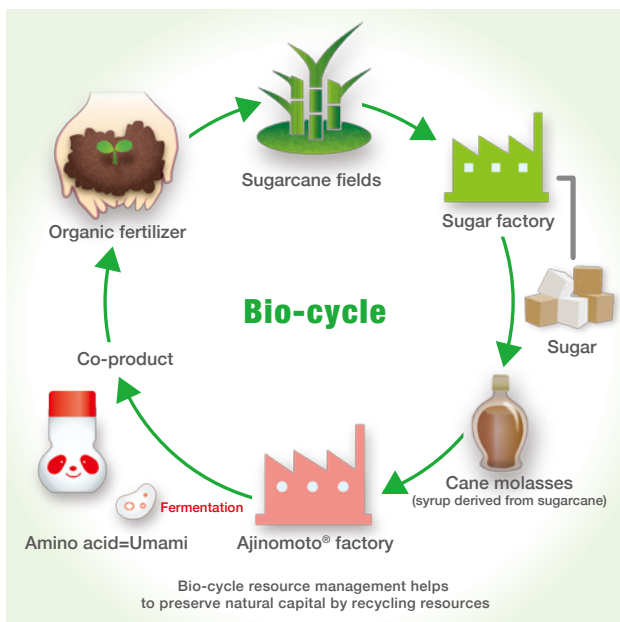 Sugarcane fields
Organic fertilizer
Sugar factory
Bio-cycle
Sugar
Co-product
Cane molasses
(syrup derived from sugarcane)
Fermentation
Amino acid=Umami
Ajinomoto® factory
Bio-cycle resource management helps
to preserve natural capital by recycling resources